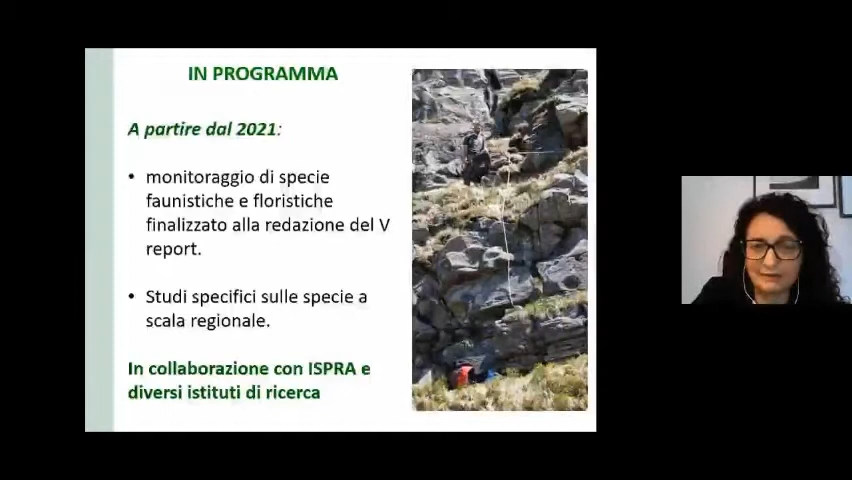 IN PROGRAMMA
A partire dal 2021:
• monitoraggio di specie
faunistiche e floristiche
finalizzato alla redazione del V
report.
• Studi specifici sulle specie a
scala regionale.
In collaborazione con ISPRA e
diversi istituti di ricerca